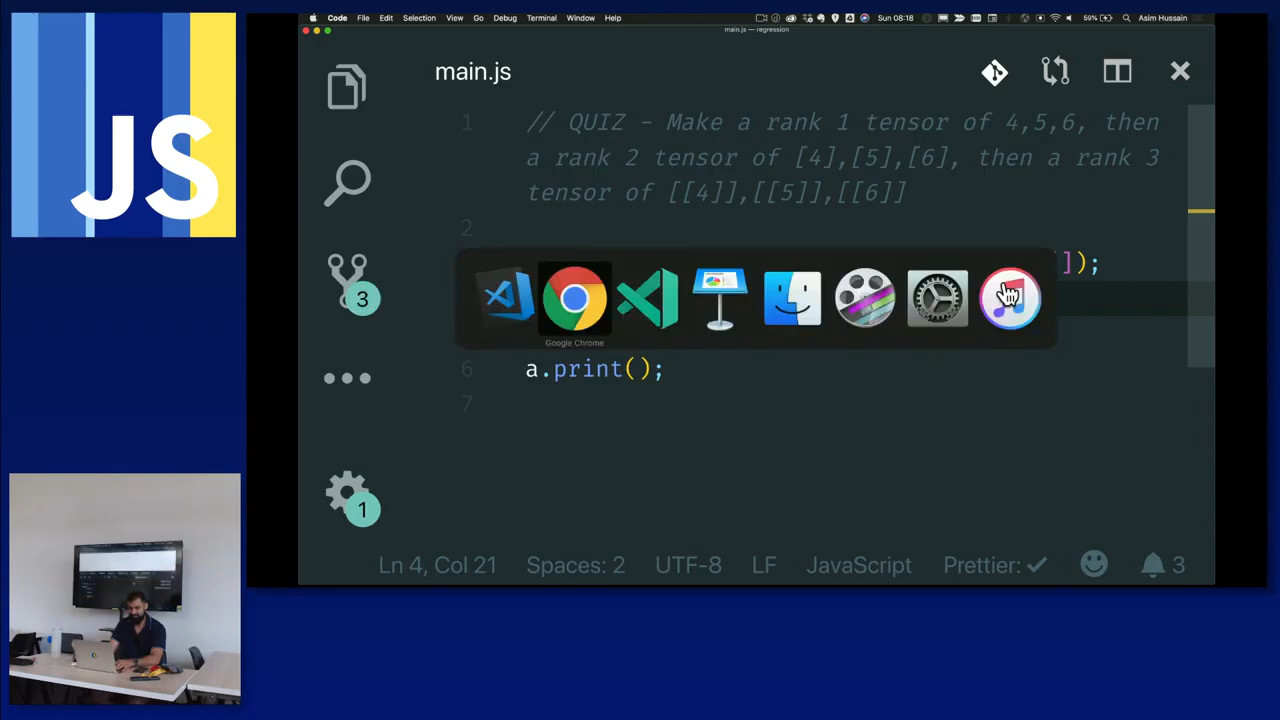 JS
Code File Edit Selection View Go Debug Terminal Window Help
Sun 08:18 59% Asim Hussain
main.js — regression
main.js
1 // QUIZ - Make a rank 1 tensor of 4,5,6, then
a rank 2 tensor of [4],[5],[6], then a rank 3
tensor of [[4]],[[5]],[[6]]
2
]);
Google Chrome
6 a.print();
7
3
1
Ln 4, Col 21 Spaces: 2 UTF-8 LF JavaScript Prettier: ✓ 3